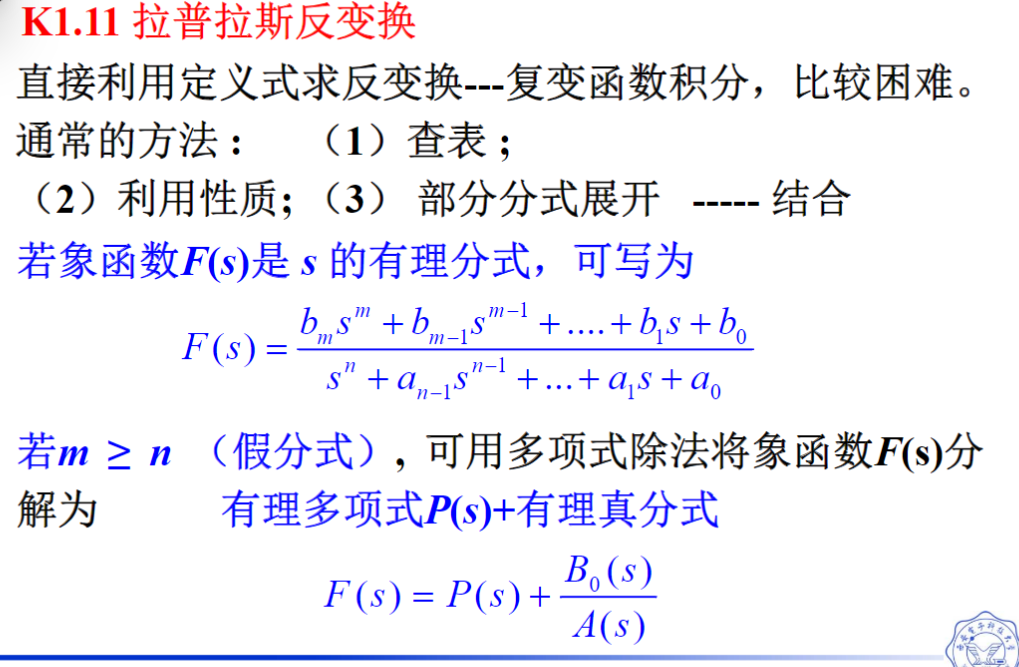 K1.11 拉普拉斯反变换
直接利用定义式求反变换---复变函数积分，比较困难。
通常的方法： （1）查表；
（2）利用性质；（3） 部分分式展开 ----- 结合
若象函数F(s)是 s 的有理分式，可写为
F(s) = \frac{b_m s^m + b_{m-1} s^{m-1} + .... + b_1 s + b_0}{s^n + a_{n-1} s^{n-1} + ... + a_1 s + a_0}
若m ≥ n （假分式）, 可用多项式除法将象函数F(s)分
解为 有理多项式P(s)+有理真分式
F(s) = P(s) + \frac{B_0(s)}{A(s)}